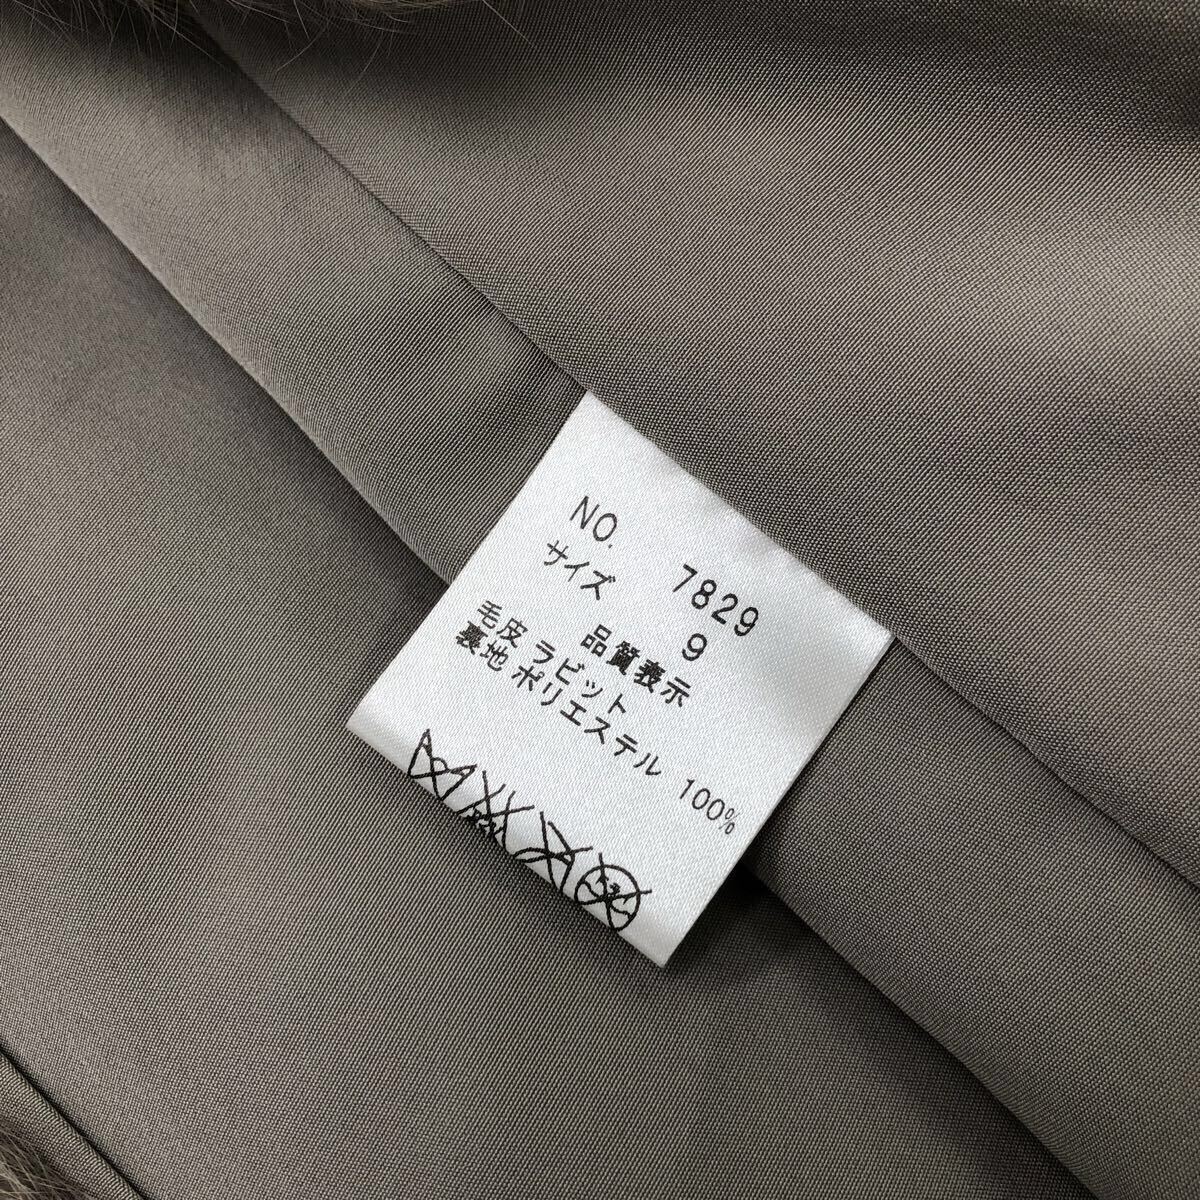 NO. 7829
サイズ 9
品質表示
毛皮 ラビット
裏地 ポリエステル 100%